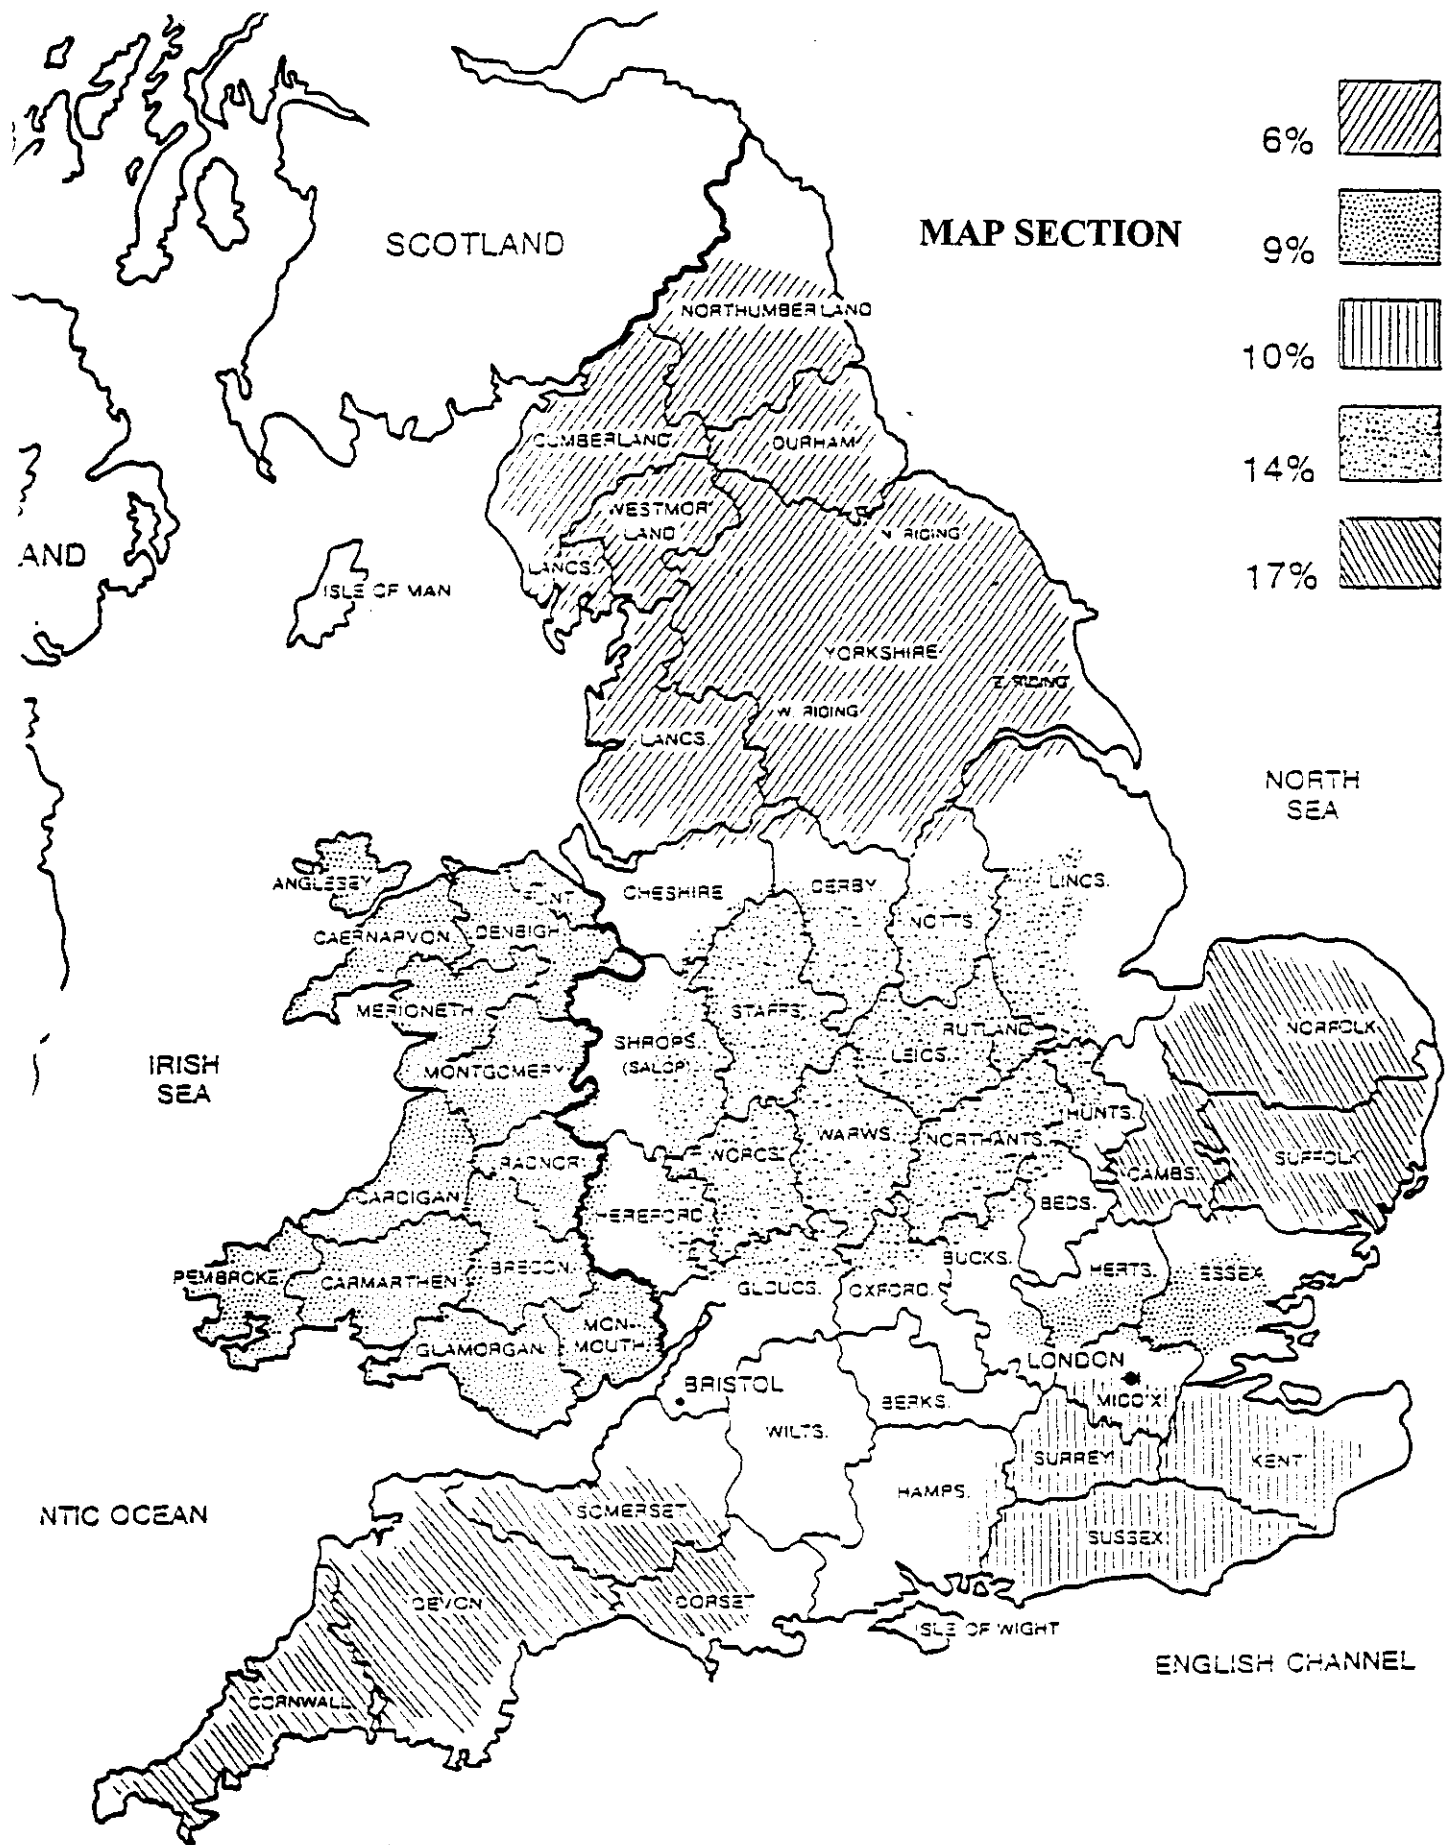 6%
MAP SECTION
SCOTLAND
9%
NORTHUMBERLAND
10%
CUMBERLAND
DURHAM
14%
WESTMOR
LAND
N. RIDING
AND
LANCS.
17%
ISLE OF MAN
YORKSHIRE
E. RIDING
W. RIDING
LANCS.
NORTH
SEA
ANGLESEY
FLINT
CHESHIRE
DERBY
LINCS.
NOTTS.
CAERNARVON
DENBIGH
MERIONETH
STAFFS.
RUTLAND
NORFOLK
SHROPS.
(SALOP)
LEICS.
IRISH
SEA
MONTGOMERY
HUNTS.
WARWS.
NORTHANTS.
WORCS.
RADNOR
SUFFOLK
CAMBS.
CARDIGAN
BEDS.
HEREFORD
BUCKS.
PEMBROKE
CARMARTHEN
BRECON
HERTS.
ESSEX
GLOUCS.
OXFORD.
MON-
MOUTH
GLAMORGAN
LONDON
BRISTOL
MIDD'X
BERKS.
WILTS.
SURREY
KENT
HAMPS.
NTIC OCEAN
SOMERSET
SUSSEX
DEVON
DORSET
ISLE OF WIGHT
ENGLISH CHANNEL
CORNWALL